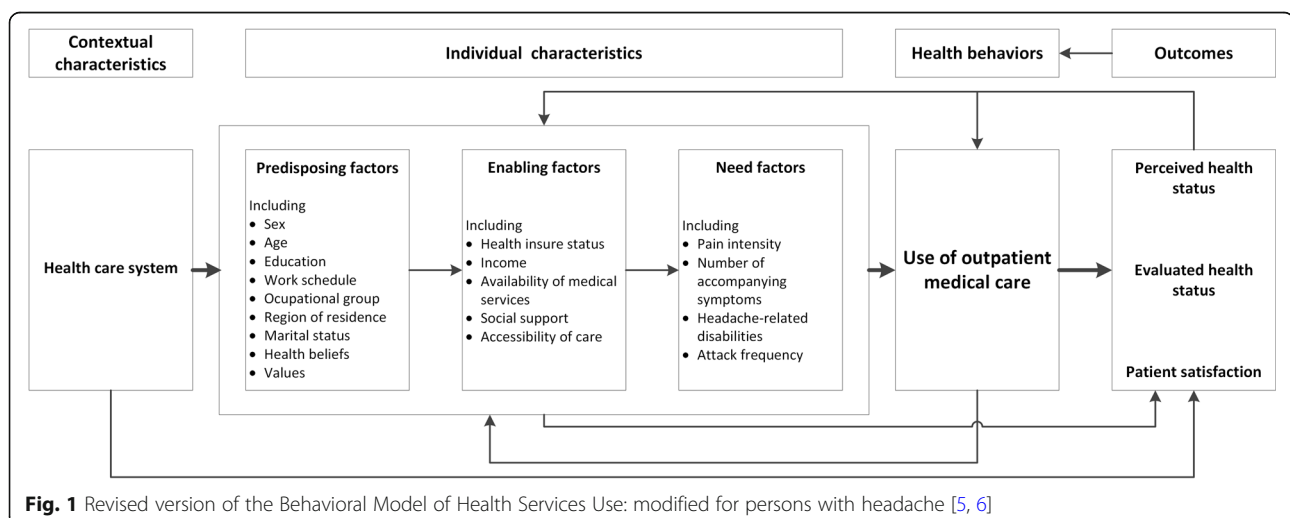 Contextual
characteristics
Individual characteristics
Health behaviors
Outcomes
Health care system
Predisposing factors
Including
• Sex
• Age
• Education
• Work schedule
• Ocupational group
• Region of residence
• Marital status
• Health beliefs
• Values
Enabling factors
Including
• Health insure status
• Income
• Availability of medical
services
• Social support
• Accessibility of care
Need factors
Including
• Pain intensity
• Number of
accompanying
symptoms
• Headache-related
disabilities
• Attack frequency
Use of outpatient
medical care
Perceived health
status
Evaluated health
status
Patient satisfaction
Fig. 1 Revised version of the Behavioral Model of Health Services Use: modified for persons with headache [5, 6]